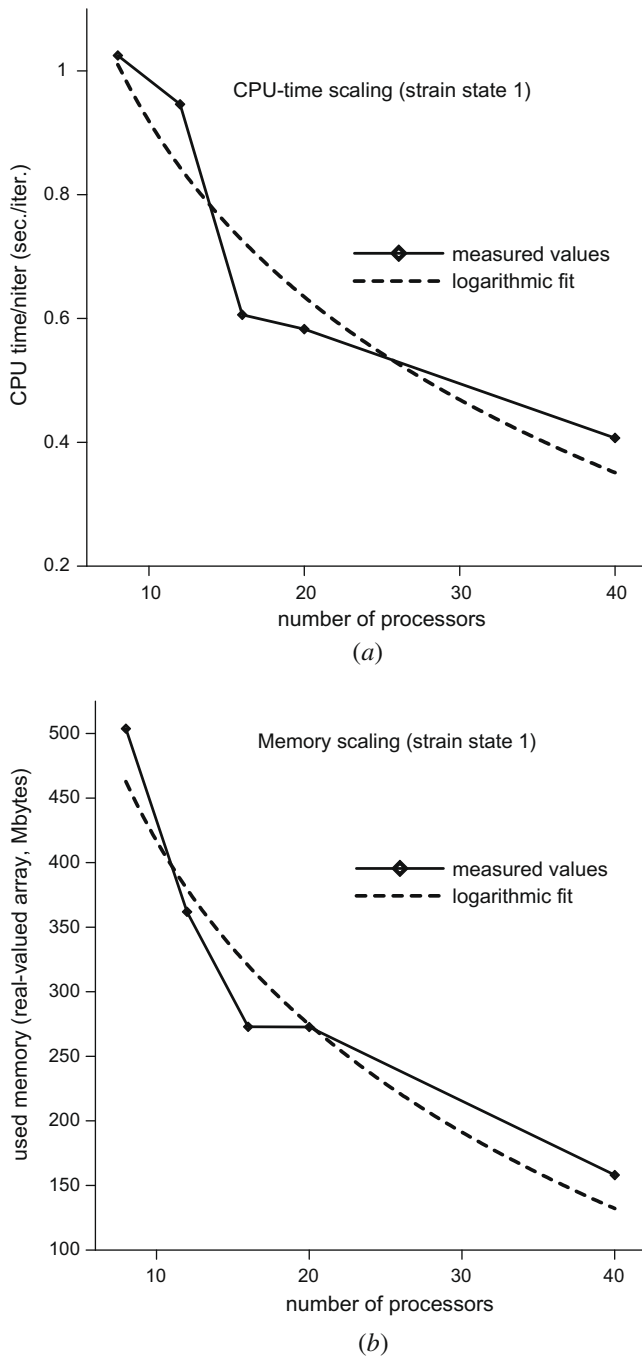 CPU-time scaling (strain state 1)
CPU time/niter (sec./iter.)
1
0.8
0.6
0.4
0.2
measured values
logarithmic fit
10
20
30
40
number of processors
(a)
Memory scaling (strain state 1)
used memory (real-valued array, Mbytes)
500
450
400
350
300
250
200
150
100
measured values
logarithmic fit
10
20
30
40
number of processors
(b)